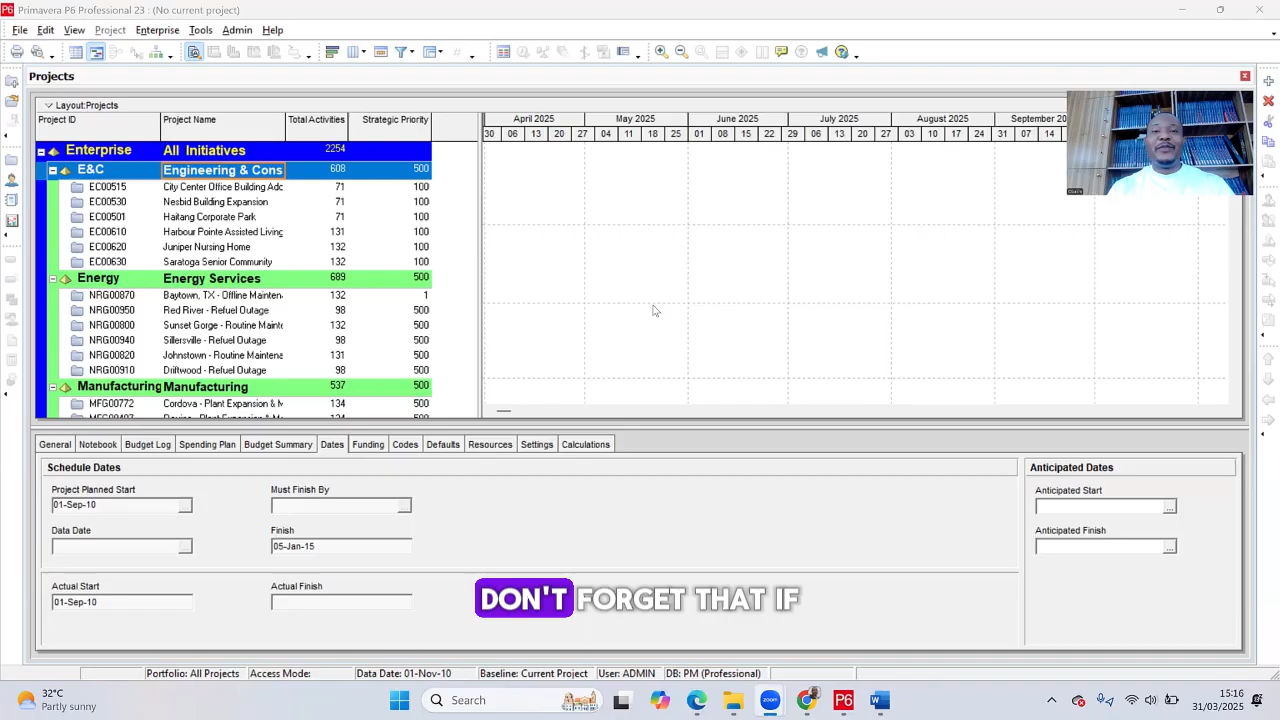 Primavera P6 Professional 23 : (No current project)
File Edit View Project Enterprise Tools Admin Help
Projects
Layout:Projects
Project ID Project Name Total Activities Strategic Priority
April 2025 May 2025 June 2025 July 2025 August 2025 September 20
30 06 13 20 27 04 11 18 25 01 08 15 22 29 06 13 20 27 03 10 17 24 31 07 14
Enterprise All Initiatives 2254
E&C Engineering & Cons 608 500
EC00515 City Center Office Building Adc 71 100
EC00530 Nesbid Building Expansion 71 100
EC00501 Haitang Corporate Park 71 100
EC00610 Harbour Pointe Assisted Living 131 100
EC00620 Juniper Nursing Home 132 100
EC00630 Saratoga Senior Community 132 100
Energy Energy Services 689 500
NRG00870 Baytown, TX - Offline Mainten 132 1
NRG00950 Red River - Refuel Outage 98 500
NRG00800 Sunset Gorge - Routine Mainte 132 500
NRG00940 Sillersville - Refuel Outage 98 500
NRG00820 Johnstown - Routine Maintena 131 500
NRG00910 Driftwood - Refuel Outage 98 500
Manufacturing Manufacturing 537 500
MFG00772 Cordova - Plant Expansion & M 134 500
General Notebook Budget Log Spending Plan Budget Summary Dates Funding Codes Defaults Resources Settings Calculations
Schedule Dates Anticipated Dates
Project Planned Start Must Finish By Anticipated Start
01-Sep-10
Data Date Finish Anticipated Finish
05-Jan-15
Actual Start Actual Finish
01-Sep-10
DON'T FORGET THAT IF
Portfolio: All Projects Access Mode: Data Date: 01-Nov-10 Baseline: Current Project User: ADMIN DB: PM (Professional)
32°C
Partly sunny
Search
P6
15:16
31/03/2025